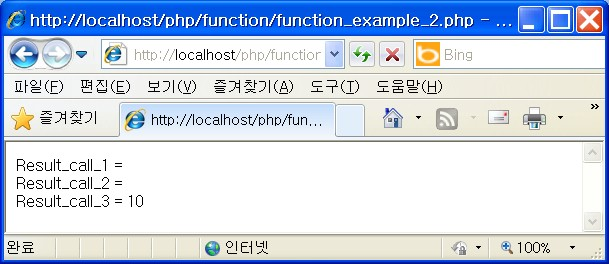 http://localhost/php/function/function_example_2.php - ...
http://localhost/php/function
Bing
파일(F) 편집(E) 보기(V) 즐겨찾기(A) 도구(T) 도움말(H)
즐겨찾기 http://localhost/php/fun... »
Result_call_1 =
Result_call_2 =
Result_call_3 = 10
완료 인터넷 100%